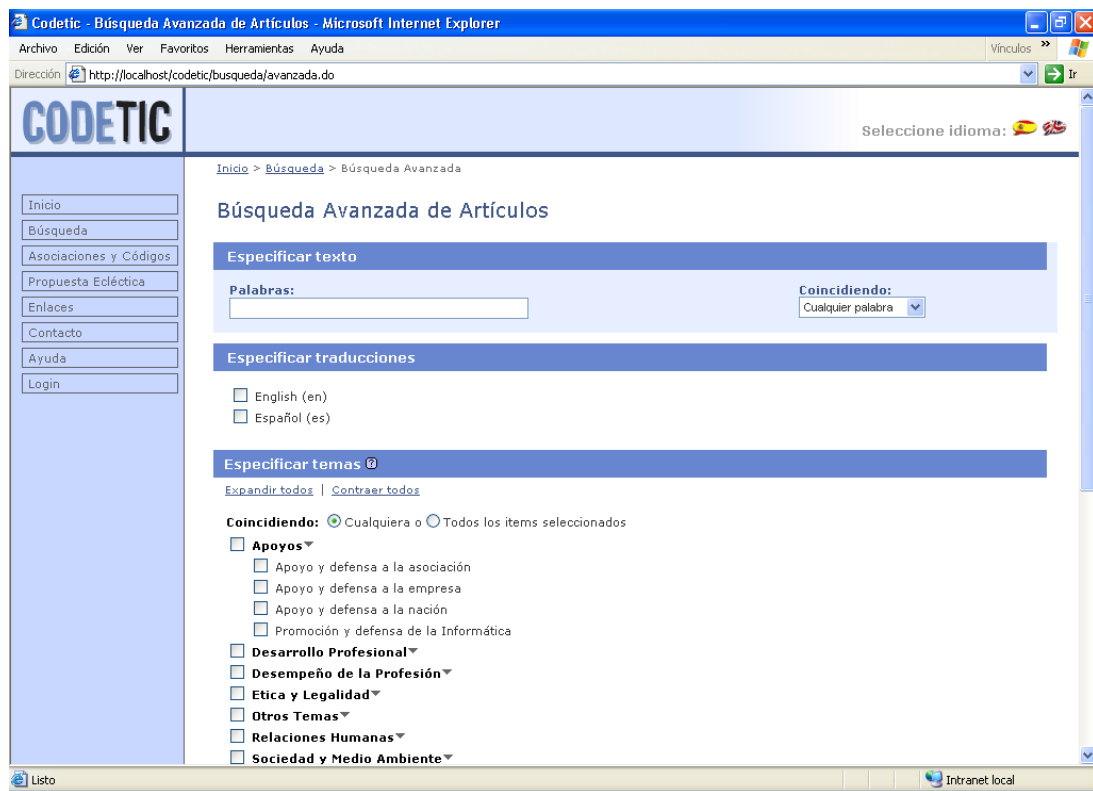 Codetic - Búsqueda Avanzada de Artículos - Microsoft Internet Explorer
Archivo Edición Ver Favoritos Herramientas Ayuda Vínculos »
Dirección http://localhost/codetic/busqueda/avanzada.do Ir
CODETIC
Seleccione idioma:
Inicio > Búsqueda > Búsqueda Avanzada
Inicio
Búsqueda
Asociaciones y Códigos
Propuesta Ecléctica
Enlaces
Contacto
Ayuda
Login
Búsqueda Avanzada de Artículos
Especificar texto
Palabras: Coincidiendo:
Cualquier palabra
Especificar traducciones
English (en)
Español (es)
Especificar temas ?
Expandir todos | Contraer todos
Coincidiendo: Cualquiera o Todos los items seleccionados
Apoyos
Apoyo y defensa a la asociación
Apoyo y defensa a la empresa
Apoyo y defensa a la nación
Promoción y defensa de la Informática
Desarrollo Profesional
Desempeño de la Profesión
Etica y Legalidad
Otros Temas
Relaciones Humanas
Sociedad y Medio Ambiente
Listo Intranet local